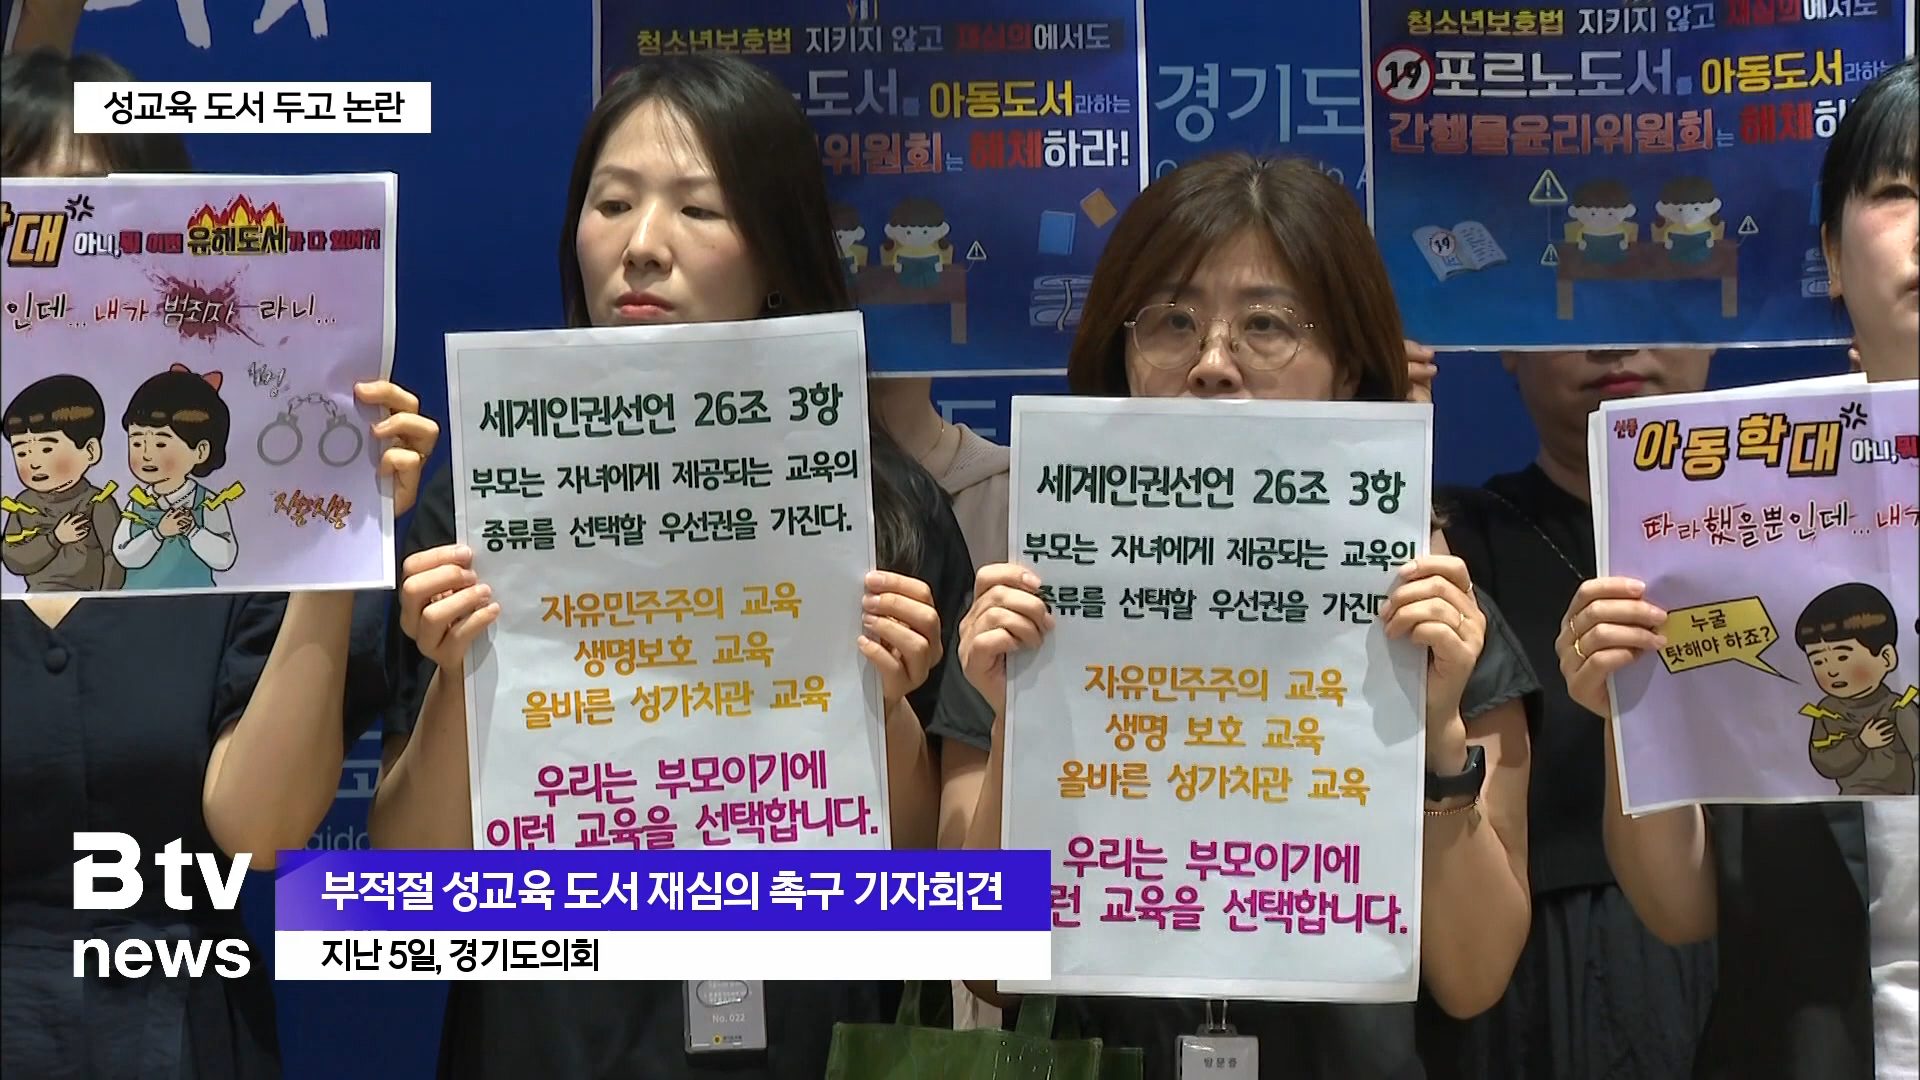 성교육 도서 두고 논란
청소년보호법 지키지 않고 재심의에서도
도서를 아동도서라하는
위원회는 해체하라!
경기도
청소년보호법 지키지 않고 재심의에서도
19 포르노도서를 아동도서라하
간행물윤리위원회는 해체하
학대 아니, 뭐 이런 유해도서가 다 있어?!
인데... 내가 범죄자 라니...
찌릿찌릿
세계인권선언 26조 3항
부모는 자녀에게 제공되는 교육의
종류를 선택할 우선권을 가진다.
자유민주주의 교육
생명보호 교육
올바른 성가치관 교육
우리는 부모이기에
이런 교육을 선택합니다.
세계인권선언 26조 3항
부모는 자녀에게 제공되는 교육의
종류를 선택할 우선권을 가진다
자유민주주의 교육
생명 보호 교육
올바른 성가치관 교육
우리는 부모이기에
런 교육을 선택합니다.
신종 아동학대 아니, 뭐
따라했을뿐인데... 내가
누굴
탓해야 하죠?
B tv
news
부적절 성교육 도서 재심의 촉구 기자회견
지난 5일, 경기도의회
No. 022
방문증